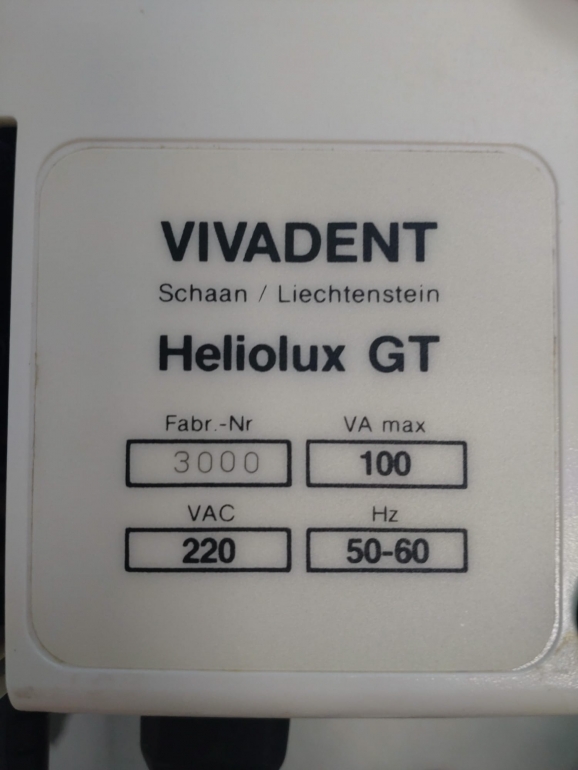 VIVADENT
Schaan / Liechtenstein
Heliolux GT
Fabr.-Nr VA max
3000 100
VAC Hz
220 50-60